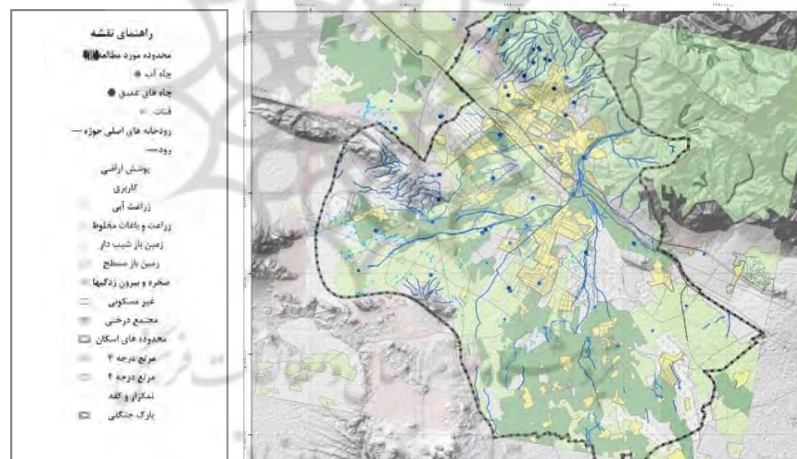 راهنمای نقشه
محدوده مورد مطالعه
چاه آب
چاه های عمیق
قنات
رودخانه های اصلی حوزه
رود
پوشش اراضی
کاربری
زراعت آبی
زراعت و باغات مخلوط
زمین باز شیب دار
زمین باز مسطح
صخره و بیرون زدگیها
غیر مسکونی
مجتمع درختی
محدوده های اسکان
مرتع درجه ۳
مرتع درجه ۴
نمکزار و کفه
پارک جنگلی